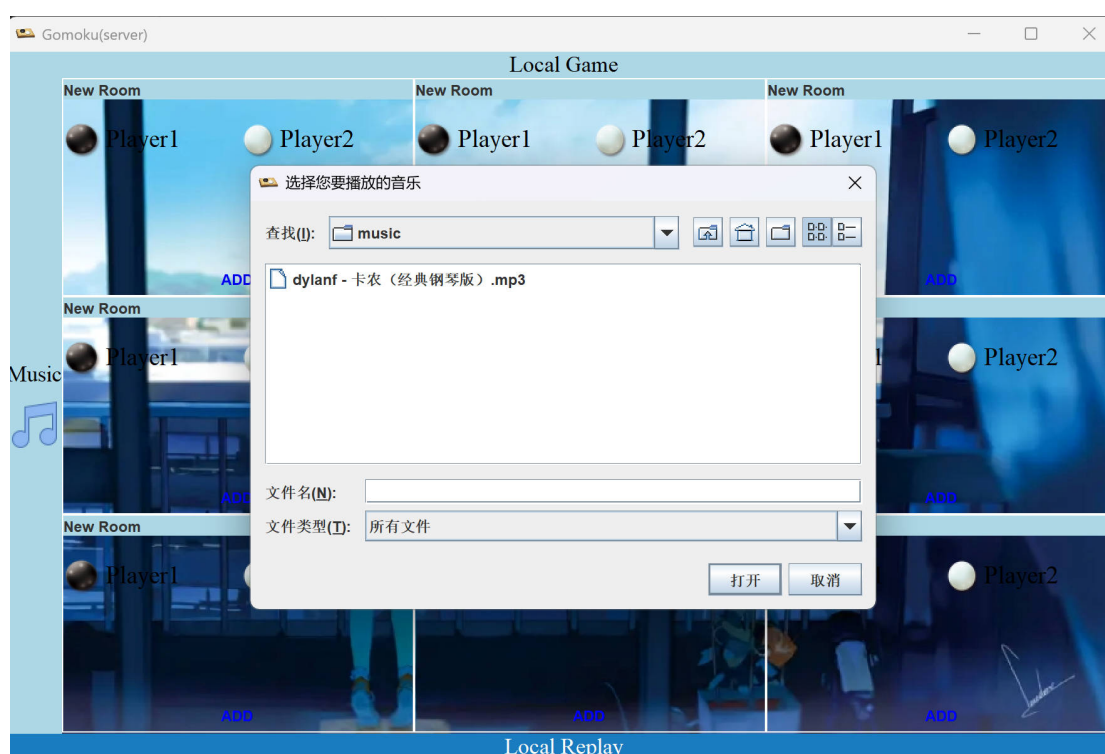 Gomoku(server)
Local Game
New Room New Room New Room
Player1 Player2 Player1 Player2 Player1 Player2
选择您要播放的音乐
查找(I): music
dylanf - 卡农（经典钢琴版）.mp3
ADD ADD
New Room
Player1 Player2
Music
文件名(N):
ADD ADD
文件类型(T): 所有文件
New Room
Player1 Player2
打开 取消
ADD ADD ADD
Local Replay